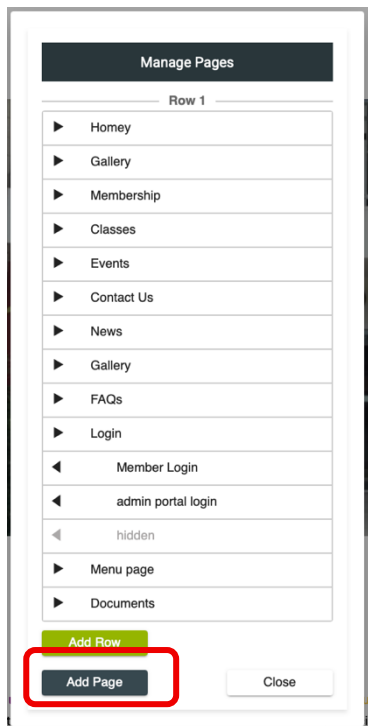 Manage Pages
Row 1
Homey
Gallery
Membership
Classes
Events
Contact Us
News
Gallery
FAQs
Login
Member Login
admin portal login
hidden
Menu page
Documents
Add Row
Add Page
Close